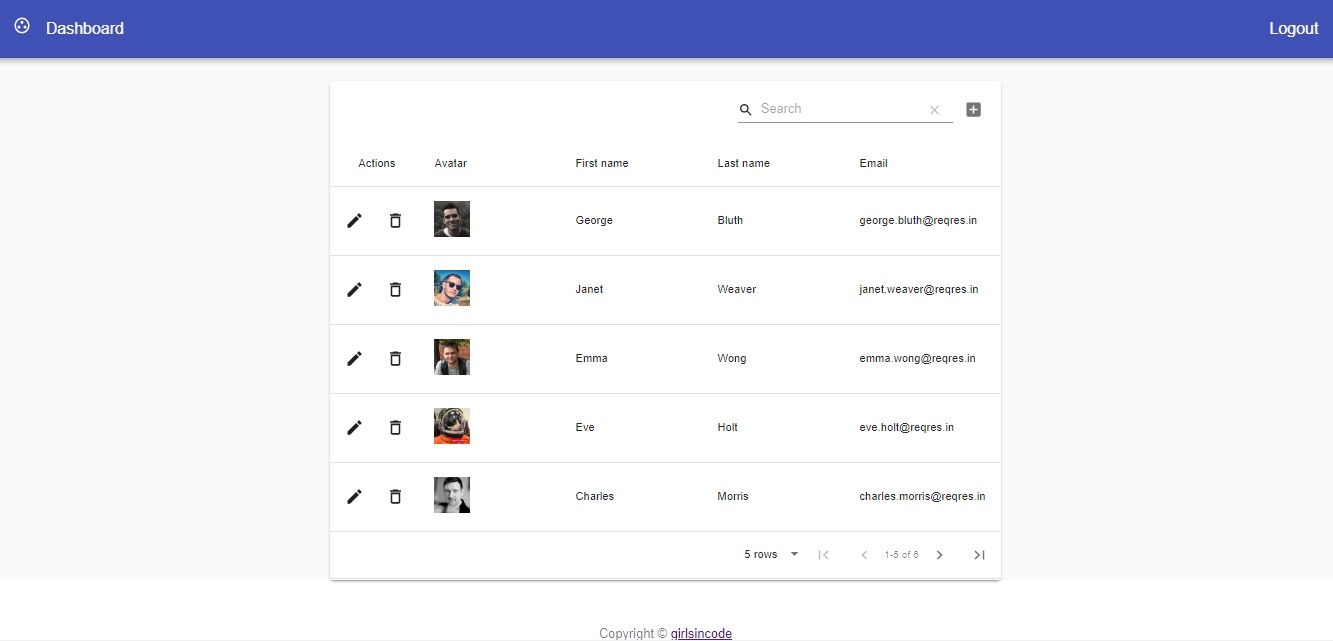 Dashboard Logout
Search
Actions Avatar First name Last name Email
George Bluth george.bluth@reqres.in
Janet Weaver janet.weaver@reqres.in
Emma Wong emma.wong@reqres.in
Eve Holt eve.holt@reqres.in
Charles Morris charles.morris@reqres.in
5 rows 1-5 of 6
Copyright © girlsincode